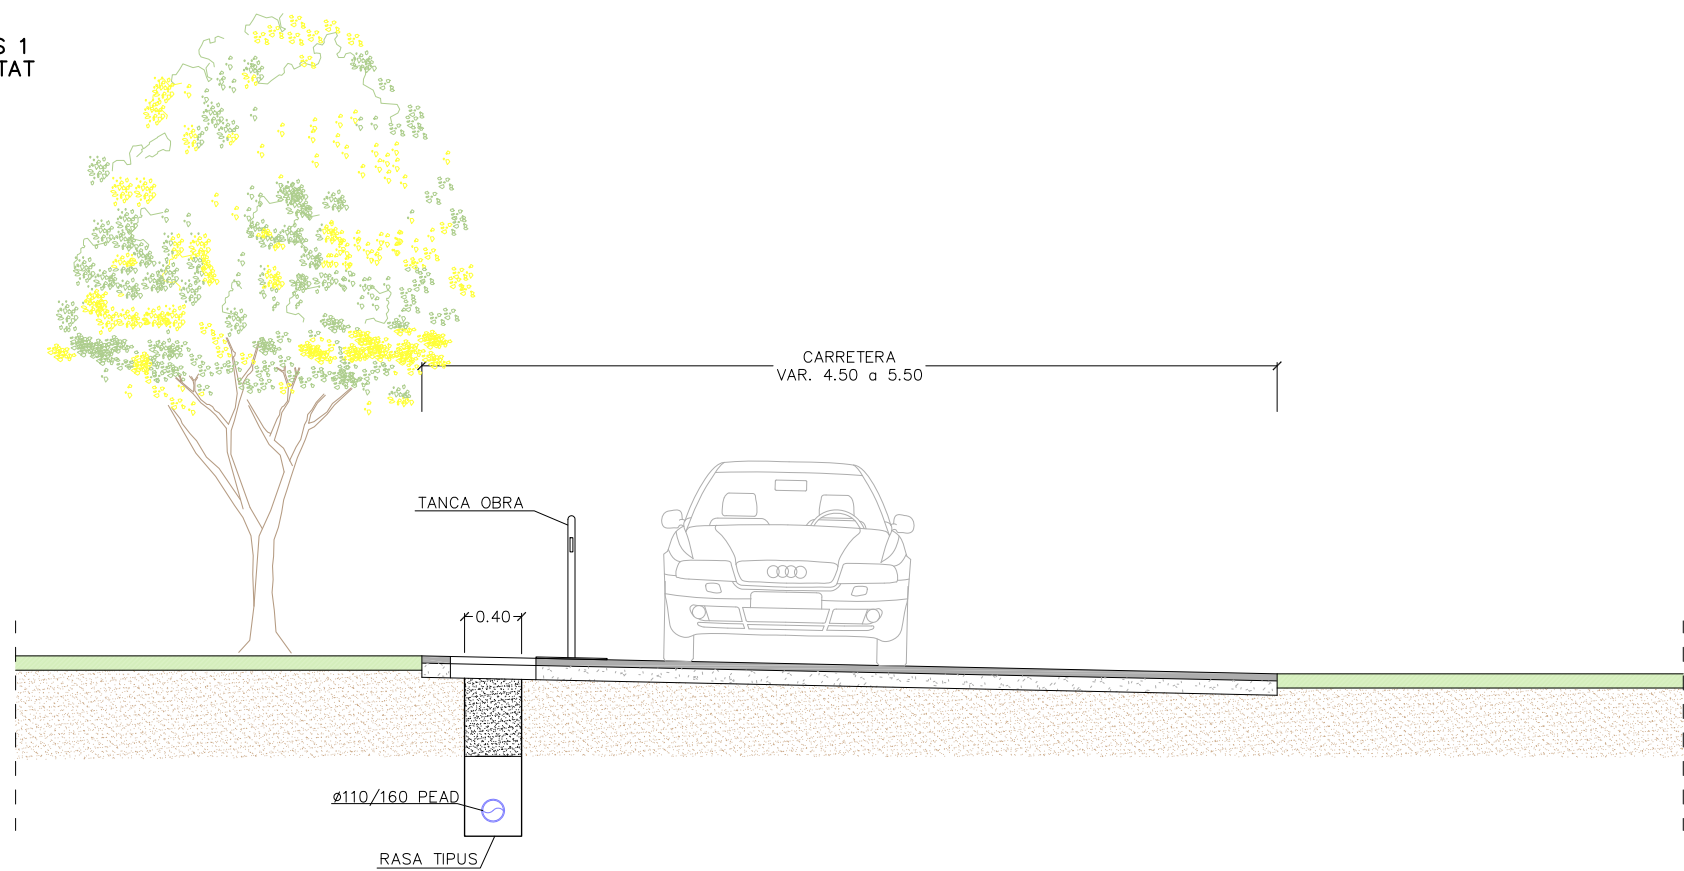 S 1
TAT
CARRETERA
VAR. 4.50 a 5.50
TANCA OBRA
0.40
ø110/160 PEAD
RASA TIPUS